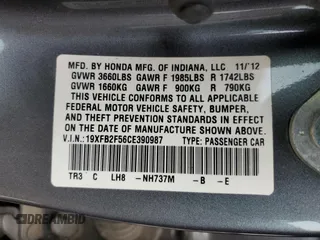 MFD. BY HONDA MFG. OF INDIANA, LLC 11/'12
GVWR 3660LBS GAWR F 1985LBS R 1742LBS
GVWR 1660KG GAWR F 900KG R 790KG
THIS VEHICLE CONFORMS TO ALL APPLICABLE
FEDERAL MOTOR VEHICLE SAFETY, BUMPER,
AND THEFT PREVENTION STANDARDS IN EFFECT
ON THE DATE OF MANUFACTURE SHOWN ABOVE.
V.I.N.:19XFB2F56CE390987 TYPE: PASSENGER CAR
TR3 C LH8 -NH737M -B -E
DREAMBID